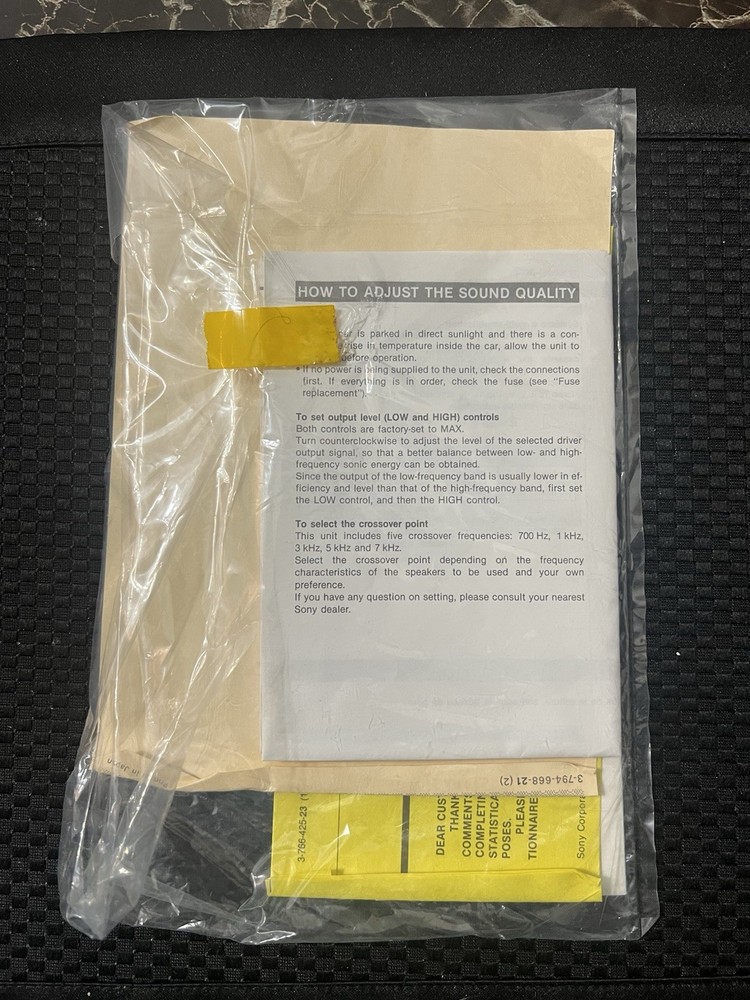 HOW TO ADJUST THE SOUND QUALITY
is parked in direct sunlight and there is a con-
rise in temperature inside the car, allow the unit to
before operation.
• If no power is being supplied to the unit, check the connections
first. If everything is in order, check the fuse (see "Fuse
replacement").
To set output level (LOW and HIGH) controls
Both controls are factory-set to MAX.
Turn counterclockwise to adjust the level of the selected driver
output signal, so that a better balance between low- and high-
frequency sonic energy can be obtained.
Since the output of the low-frequency band is usually lower in ef-
ficiency and level than that of the high-frequency band, first set
the LOW control, and then the HIGH control.
To select the crossover point
This unit includes five crossover frequencies: 700 Hz, 1 kHz,
3 kHz, 5 kHz and 7 kHz.
Select the crossover point depending on the frequency
characteristics of the speakers to be used and your own
preference.
If you have any question on setting, please consult your nearest
Sony dealer.
3-794-668-21 (2)
in Japan
3-766-425-23 (1
DEAR CUS
THANK
COMMENTS
COMPLETIN
STATISTICA
POSES.
PLEAS
TIONNAIRE
Sony Corpora